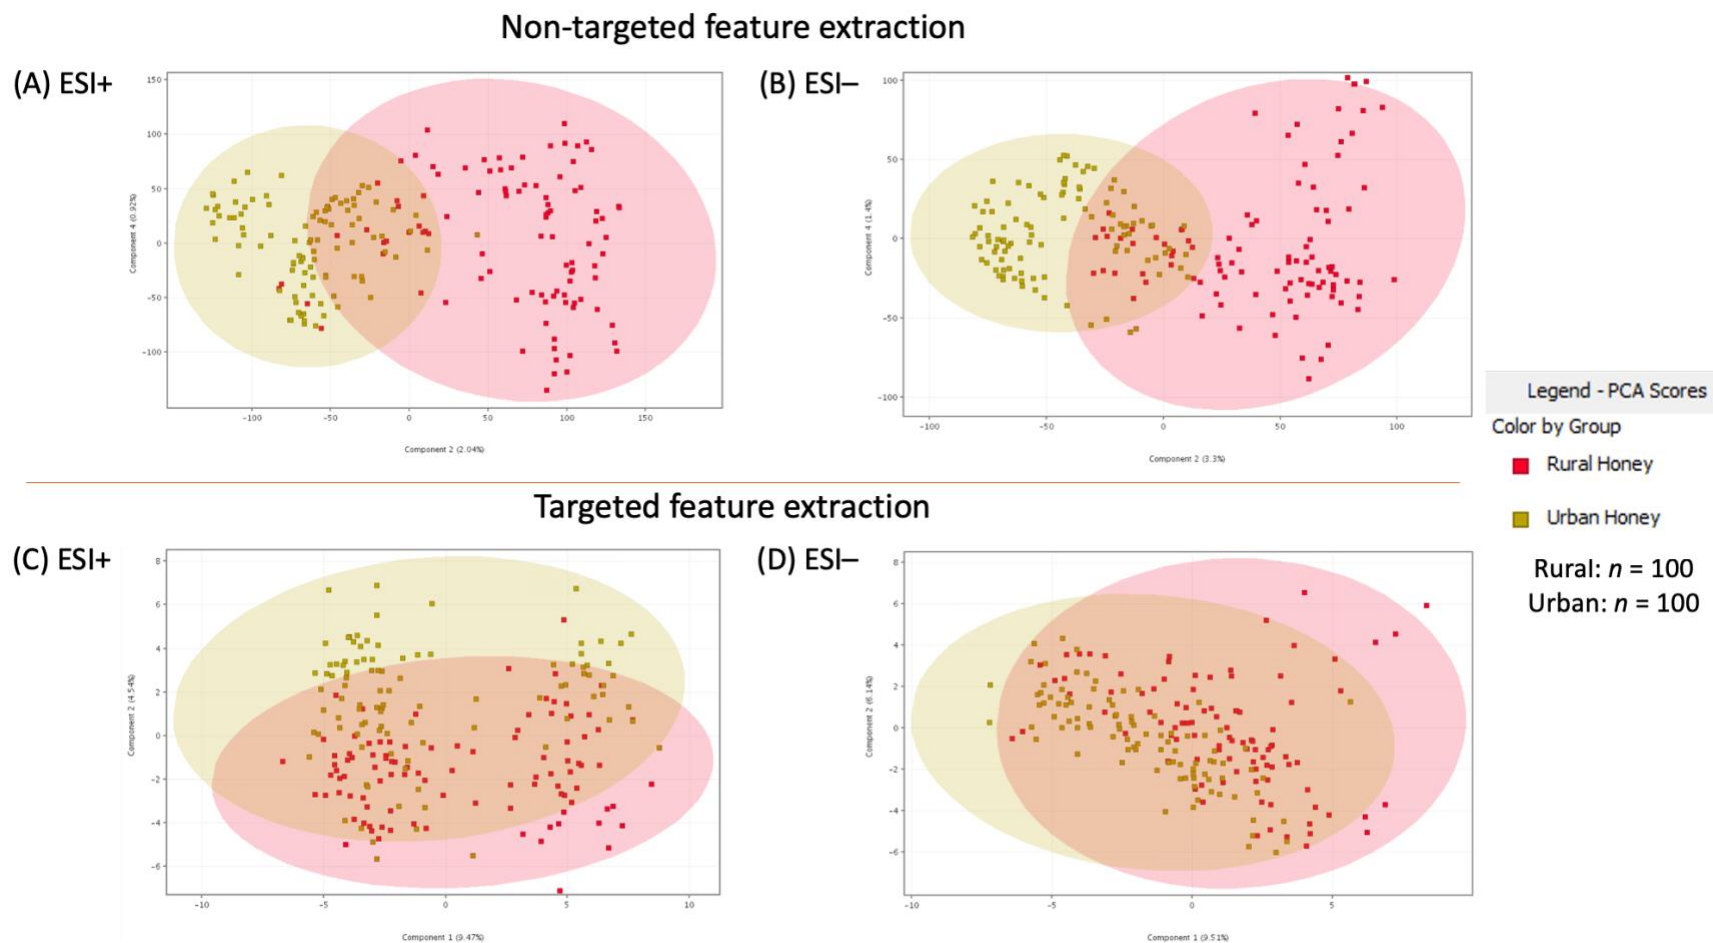 Non-targeted feature extraction
(A) ESI+
150
100
50
0
−50
−100
Component 4 (0.92%)
−100
−50
0
50
100
150
Component 2 (2.04%)
(B) ESI–
100
50
0
−50
−100
Component 4 (1.4%)
−100
−50
0
50
100
Component 2 (3.3%)
Legend - PCA Scores
Color by Group
Rural Honey
Urban Honey
Rural: n = 100
Urban: n = 100
Targeted feature extraction
(C) ESI+
8
6
4
2
0
−2
−4
−6
Component 2 (4.54%)
−10
−5
0
5
10
Component 1 (9.47%)
(D) ESI–
8
6
4
2
0
−2
−4
−6
Component 2 (6.14%)
−10
−5
0
5
Component 1 (9.51%)